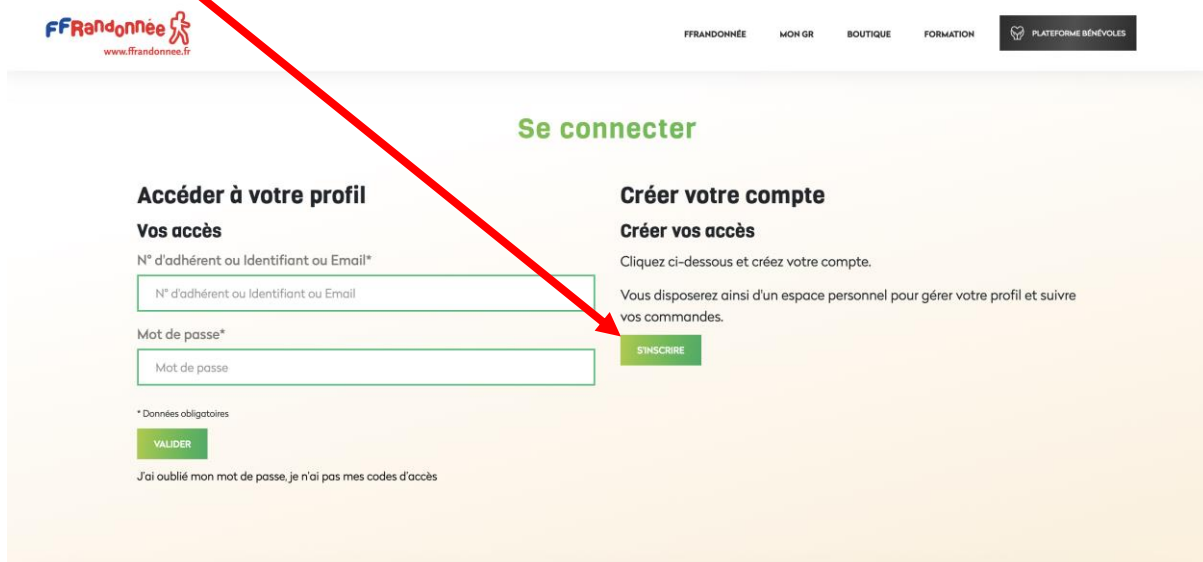 FFRandonnée
www.ffrandonnee.fr
FFRANDONNÉE MON GR BOUTIQUE FORMATION PLATEFORME BÉNÉVOLES
Se connecter
Accéder à votre profil
Vos accès
N° d'adhérent ou Identifiant ou Email*
N° d'adhérent ou Identifiant ou Email
Mot de passe*
Mot de passe
* Données obligatoires
VALIDER
J'ai oublié mon mot de passe, je n'ai pas mes codes d'accès
Créer votre compte
Créer vos accès
Cliquez ci-dessous et créez votre compte.
Vous disposerez ainsi d'un espace personnel pour gérer votre profil et suivre
vos commandes.
S'INSCRIRE